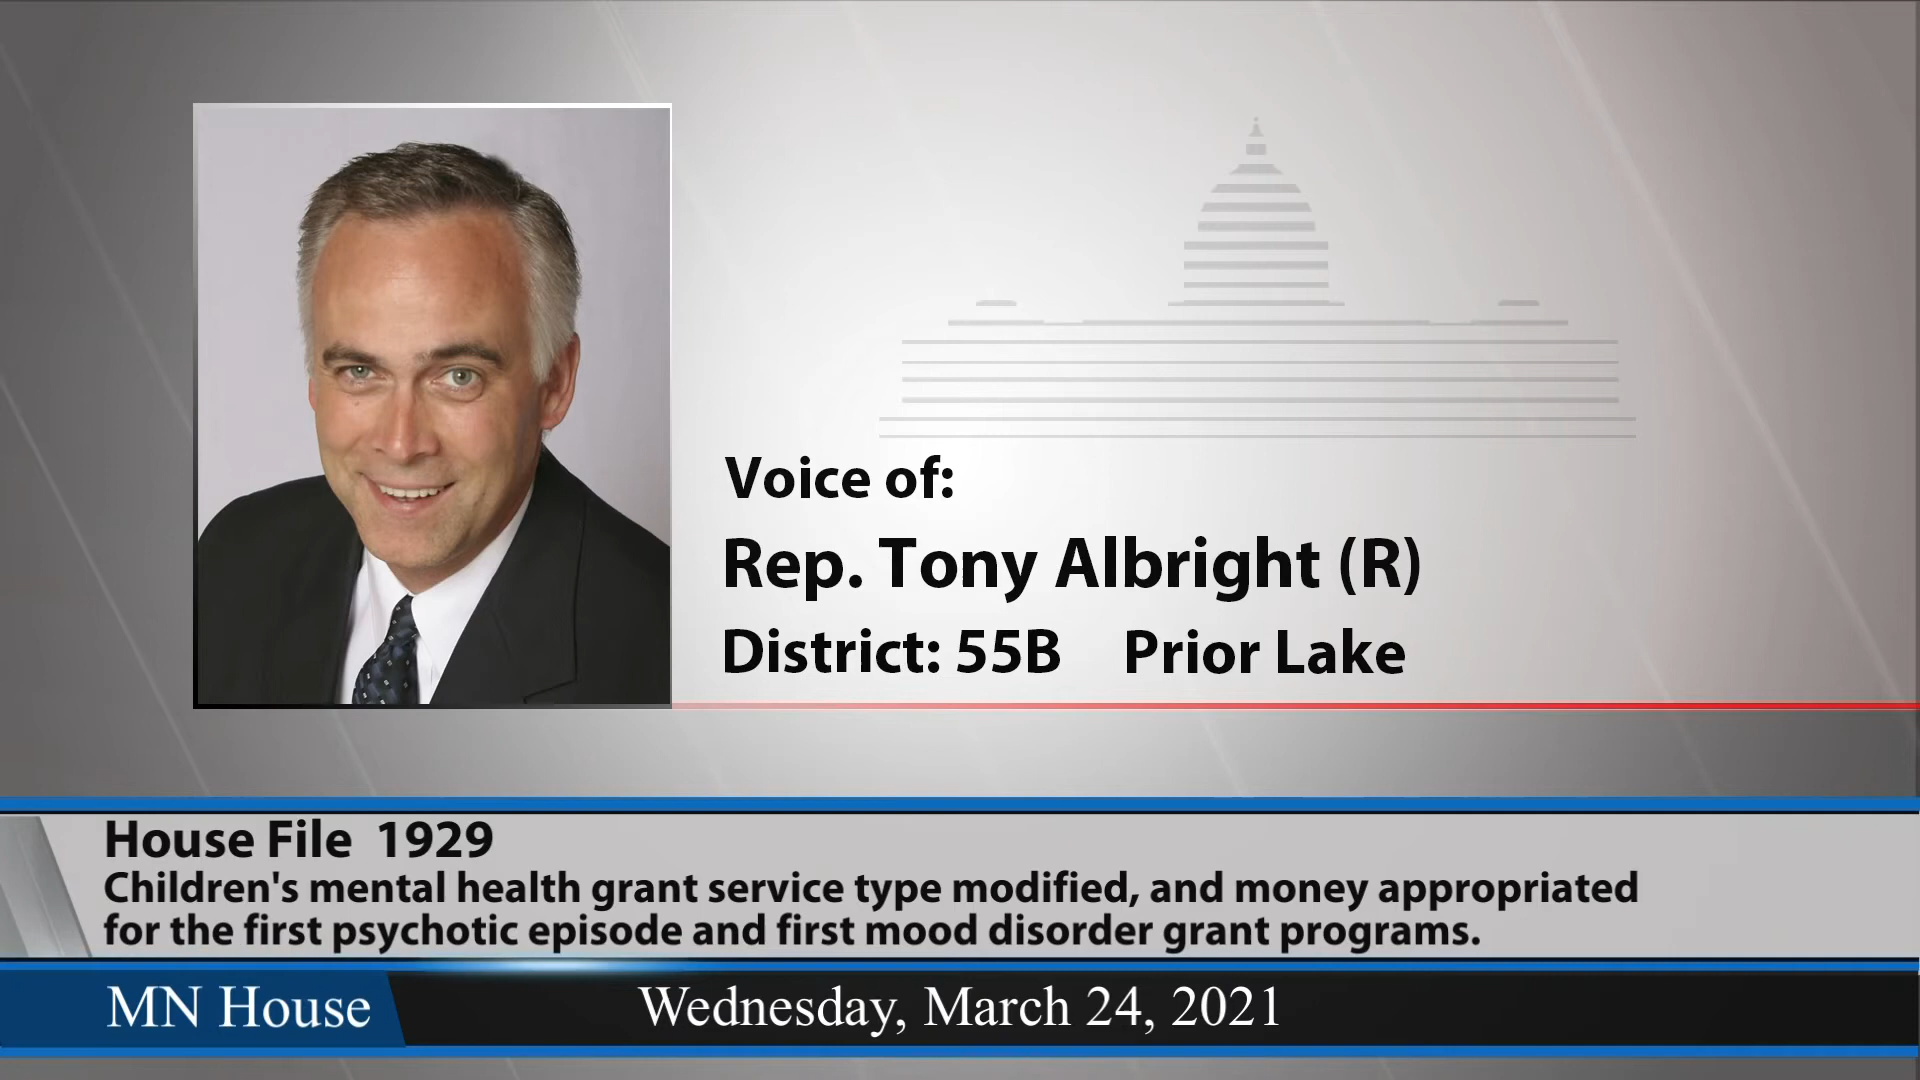 Voice of:
Rep. Tony Albright (R)
District: 55B Prior Lake
House File 1929
Children's mental health grant service type modified, and money appropriated
for the first psychotic episode and first mood disorder grant programs.
MN House Wednesday, March 24, 2021